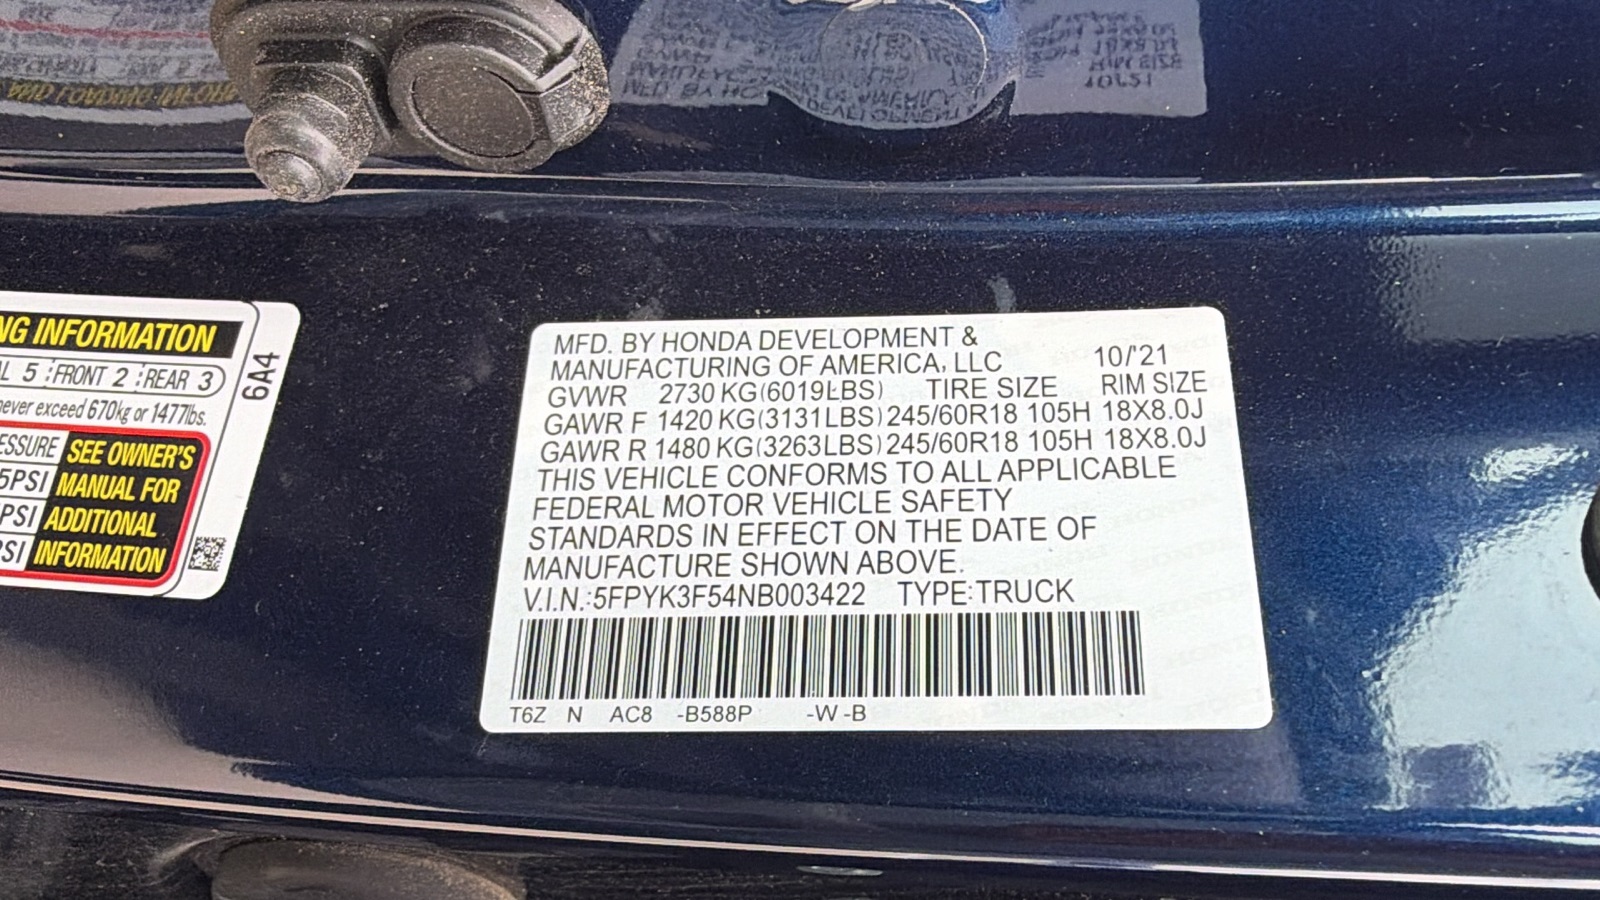 NG INFORMATION
L 5 FRONT 2 REAR 3
never exceed 670kg or 1477lbs.
ESSURE SEE OWNER'S
5PSI MANUAL FOR
PSI ADDITIONAL
PSI INFORMATION
6A4
MFD. BY HONDA DEVELOPMENT &
MANUFACTURING OF AMERICA, LLC 10/'21
GVWR 2730 KG(6019LBS) TIRE SIZE RIM SIZE
GAWR F 1420 KG(3131LBS) 245/60R18 105H 18X8.0J
GAWR R 1480 KG(3263LBS) 245/60R18 105H 18X8.0J
THIS VEHICLE CONFORMS TO ALL APPLICABLE
FEDERAL MOTOR VEHICLE SAFETY
STANDARDS IN EFFECT ON THE DATE OF
MANUFACTURE SHOWN ABOVE.
V.I.N.:5FPYK3F54NB003422 TYPE:TRUCK
T6Z N AC8 -B588P -W -B